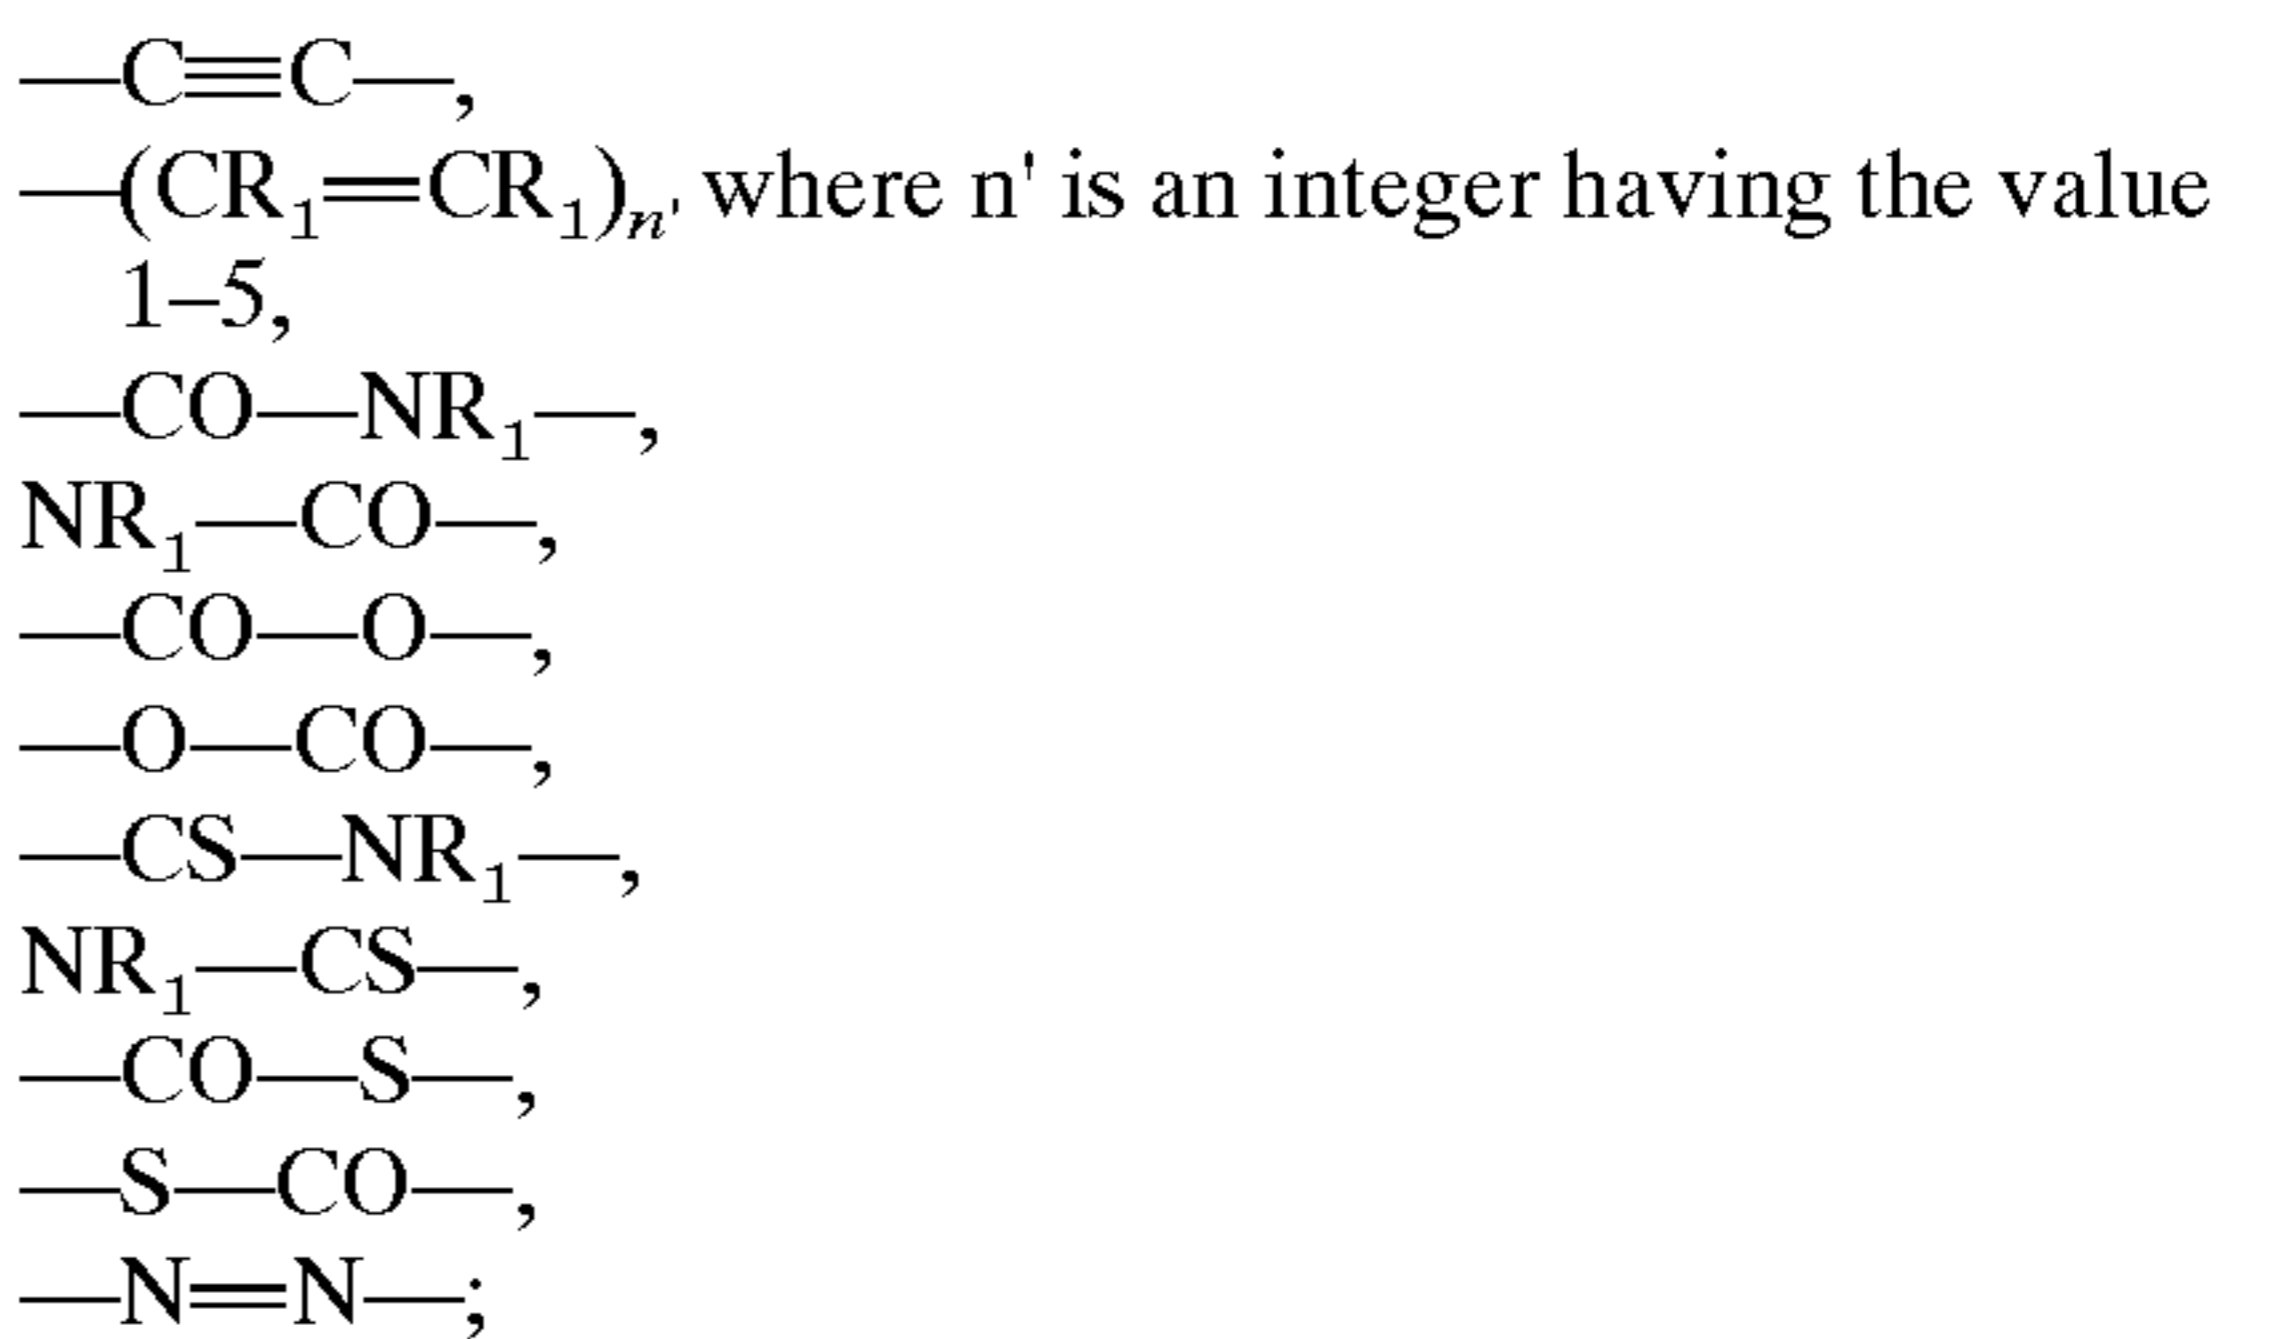 —C≡C—,
—(CR₁=CR₁)ₙ' where n' is an integer having the value
1–5,
—CO—NR₁—,
NR₁—CO—,
—CO—O—,
—O—CO—,
—CS—NR₁—,
NR₁—CS—,
—CO—S—,
—S—CO—,
—N=N—;